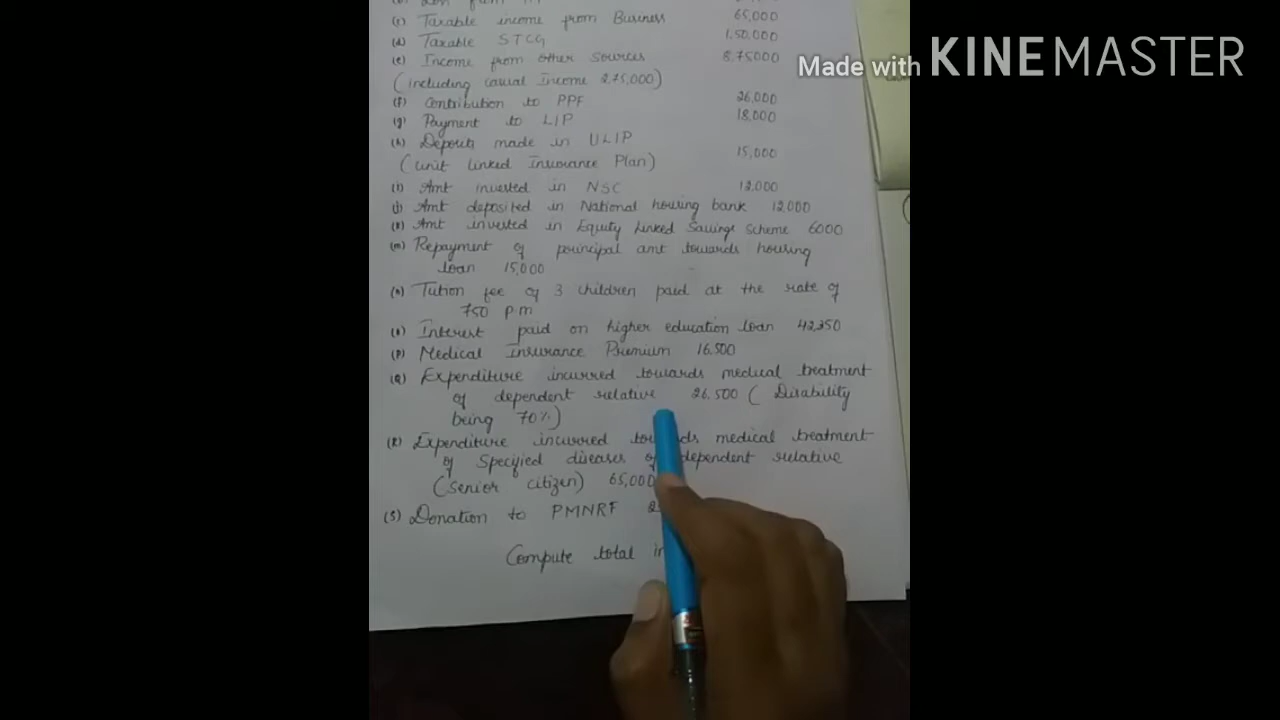 (c) Taxable income from Business 65,000
(d) Taxable STCG 1,50,000
(e) Income from other sources 8,75000
(including casual Income 2,75,000)
(f) Contribution to PPF 26,000
(g) Payment to LIP 18,000
(h) Deposits made in ULIP
(unit linked Insurance Plan) 15,000
(i) Amt invested in NSC 12,000
(j) Amt deposited in National housing bank 12,000
Amt invested in Equity Linked Savings Scheme 6000
(m) Repayment of principal amt towards housing
loan 15,000
Tution fee of 3 children paid at the rate of
750 p m
Interest paid on higher education loan 42,350
(P) Medical Insurance Premium 16,500
(Q) Expenditure incurred towards medical treatment
of dependent relative 26,500 ( Disability
being 70%)
(R) Expenditure incurred medical treatment
of Specified diseases of dependent relative
(senior citizen) 65,000
(S) Donation to PMNRF
Compute total
Made with KINEMASTER